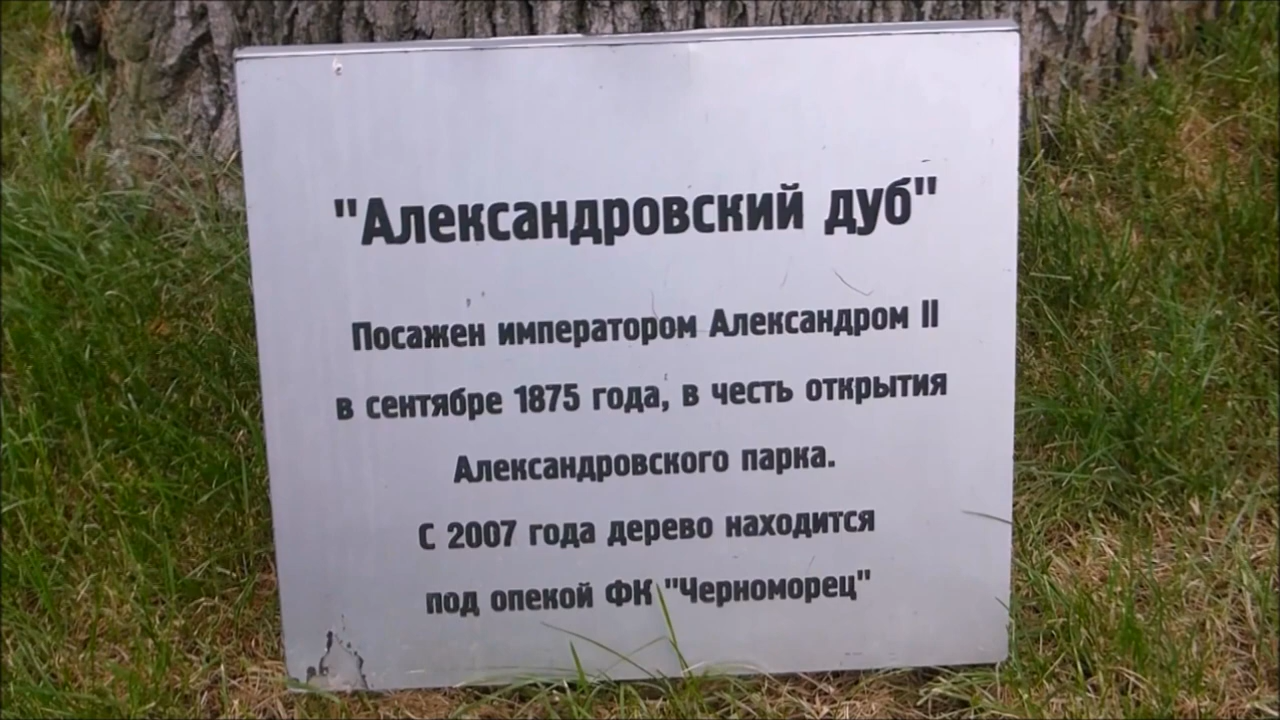 "Александровский дуб"
Посажен императором Александром II
в сентябре 1875 года, в честь открытия
Александровского парка.
С 2007 года дерево находится
под опекой ФК "Черноморец"